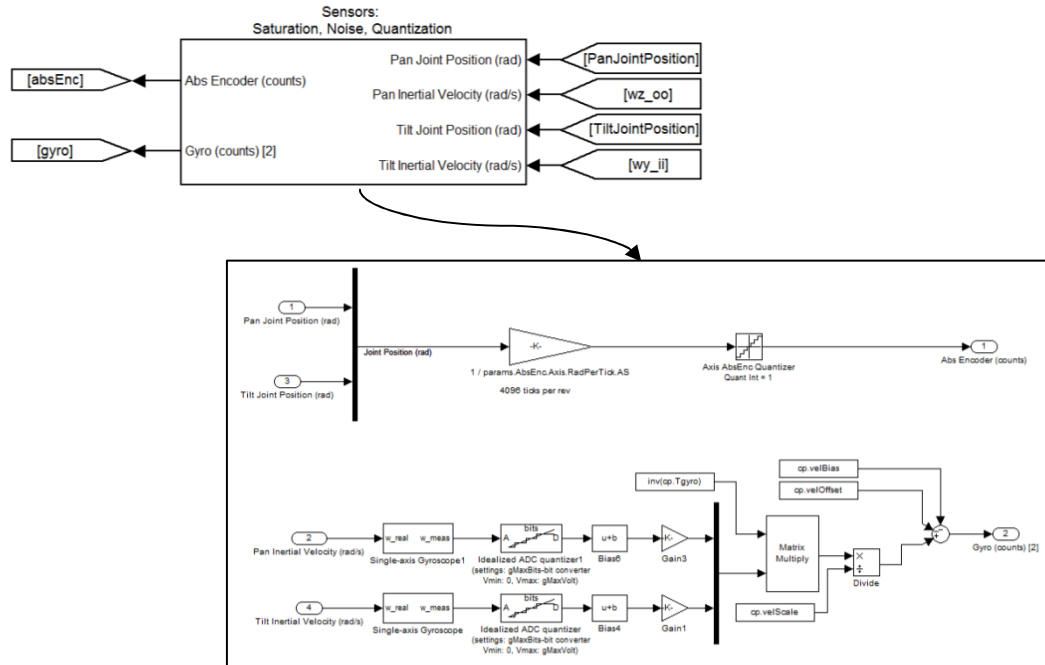 Sensors:
Saturation, Noise, Quantization
Pan Joint Position (rad)
[PanJointPosition]
[absEnc]
Abs Encoder (counts)
Pan Inertial Velocity (rad/s)
[wz_oo]
Tilt Joint Position (rad)
[TiltJointPosition]
[gyro]
Gyro (counts) [2]
Tilt Inertial Velocity (rad/s)
[wy_ii]
1
Pan Joint Position (rad)
Joint Position (rad)
-K-
1
Abs Encoder (counts)
1 / params.AbsEnc.Axis.RadPerTick.AS
Axis AbsEnc Quantizer
Quant Int = 1
3
4096 ticks per rev
Tilt Joint Position (rad)
cp.velBias
inv(cp.Tgyro)
cp.velOffset
2
Pan Inertial Velocity (rad/s)
w_real
w_meas
Single-axis Gyroscope1
bits
A
D
Idealized ADC quantizer1
(settings: gMaxBits-bit converter
Vmin: 0, Vmax: gMaxVolt)
u+b
Bias6
-K-
Gain3
Matrix
Multiply
×
÷
Divide
+
−
−
2
Gyro (counts) [2]
cp.velScale
4
Tilt Inertial Velocity (rad/s)
w_real
w_meas
Single-axis Gyroscope
bits
A
D
Idealized ADC quantizer
(settings: gMaxBits-bit converter
Vmin: 0, Vmax: gMaxVolt)
u+b
Bias4
-K-
Gain1